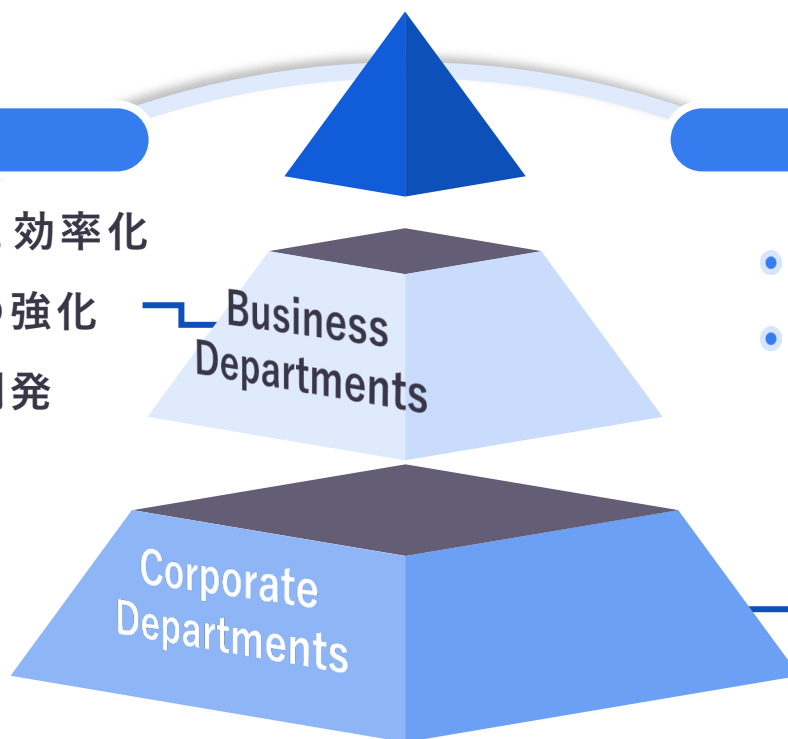 効率化
強化
発
Business
Departments
Corporate
Departments